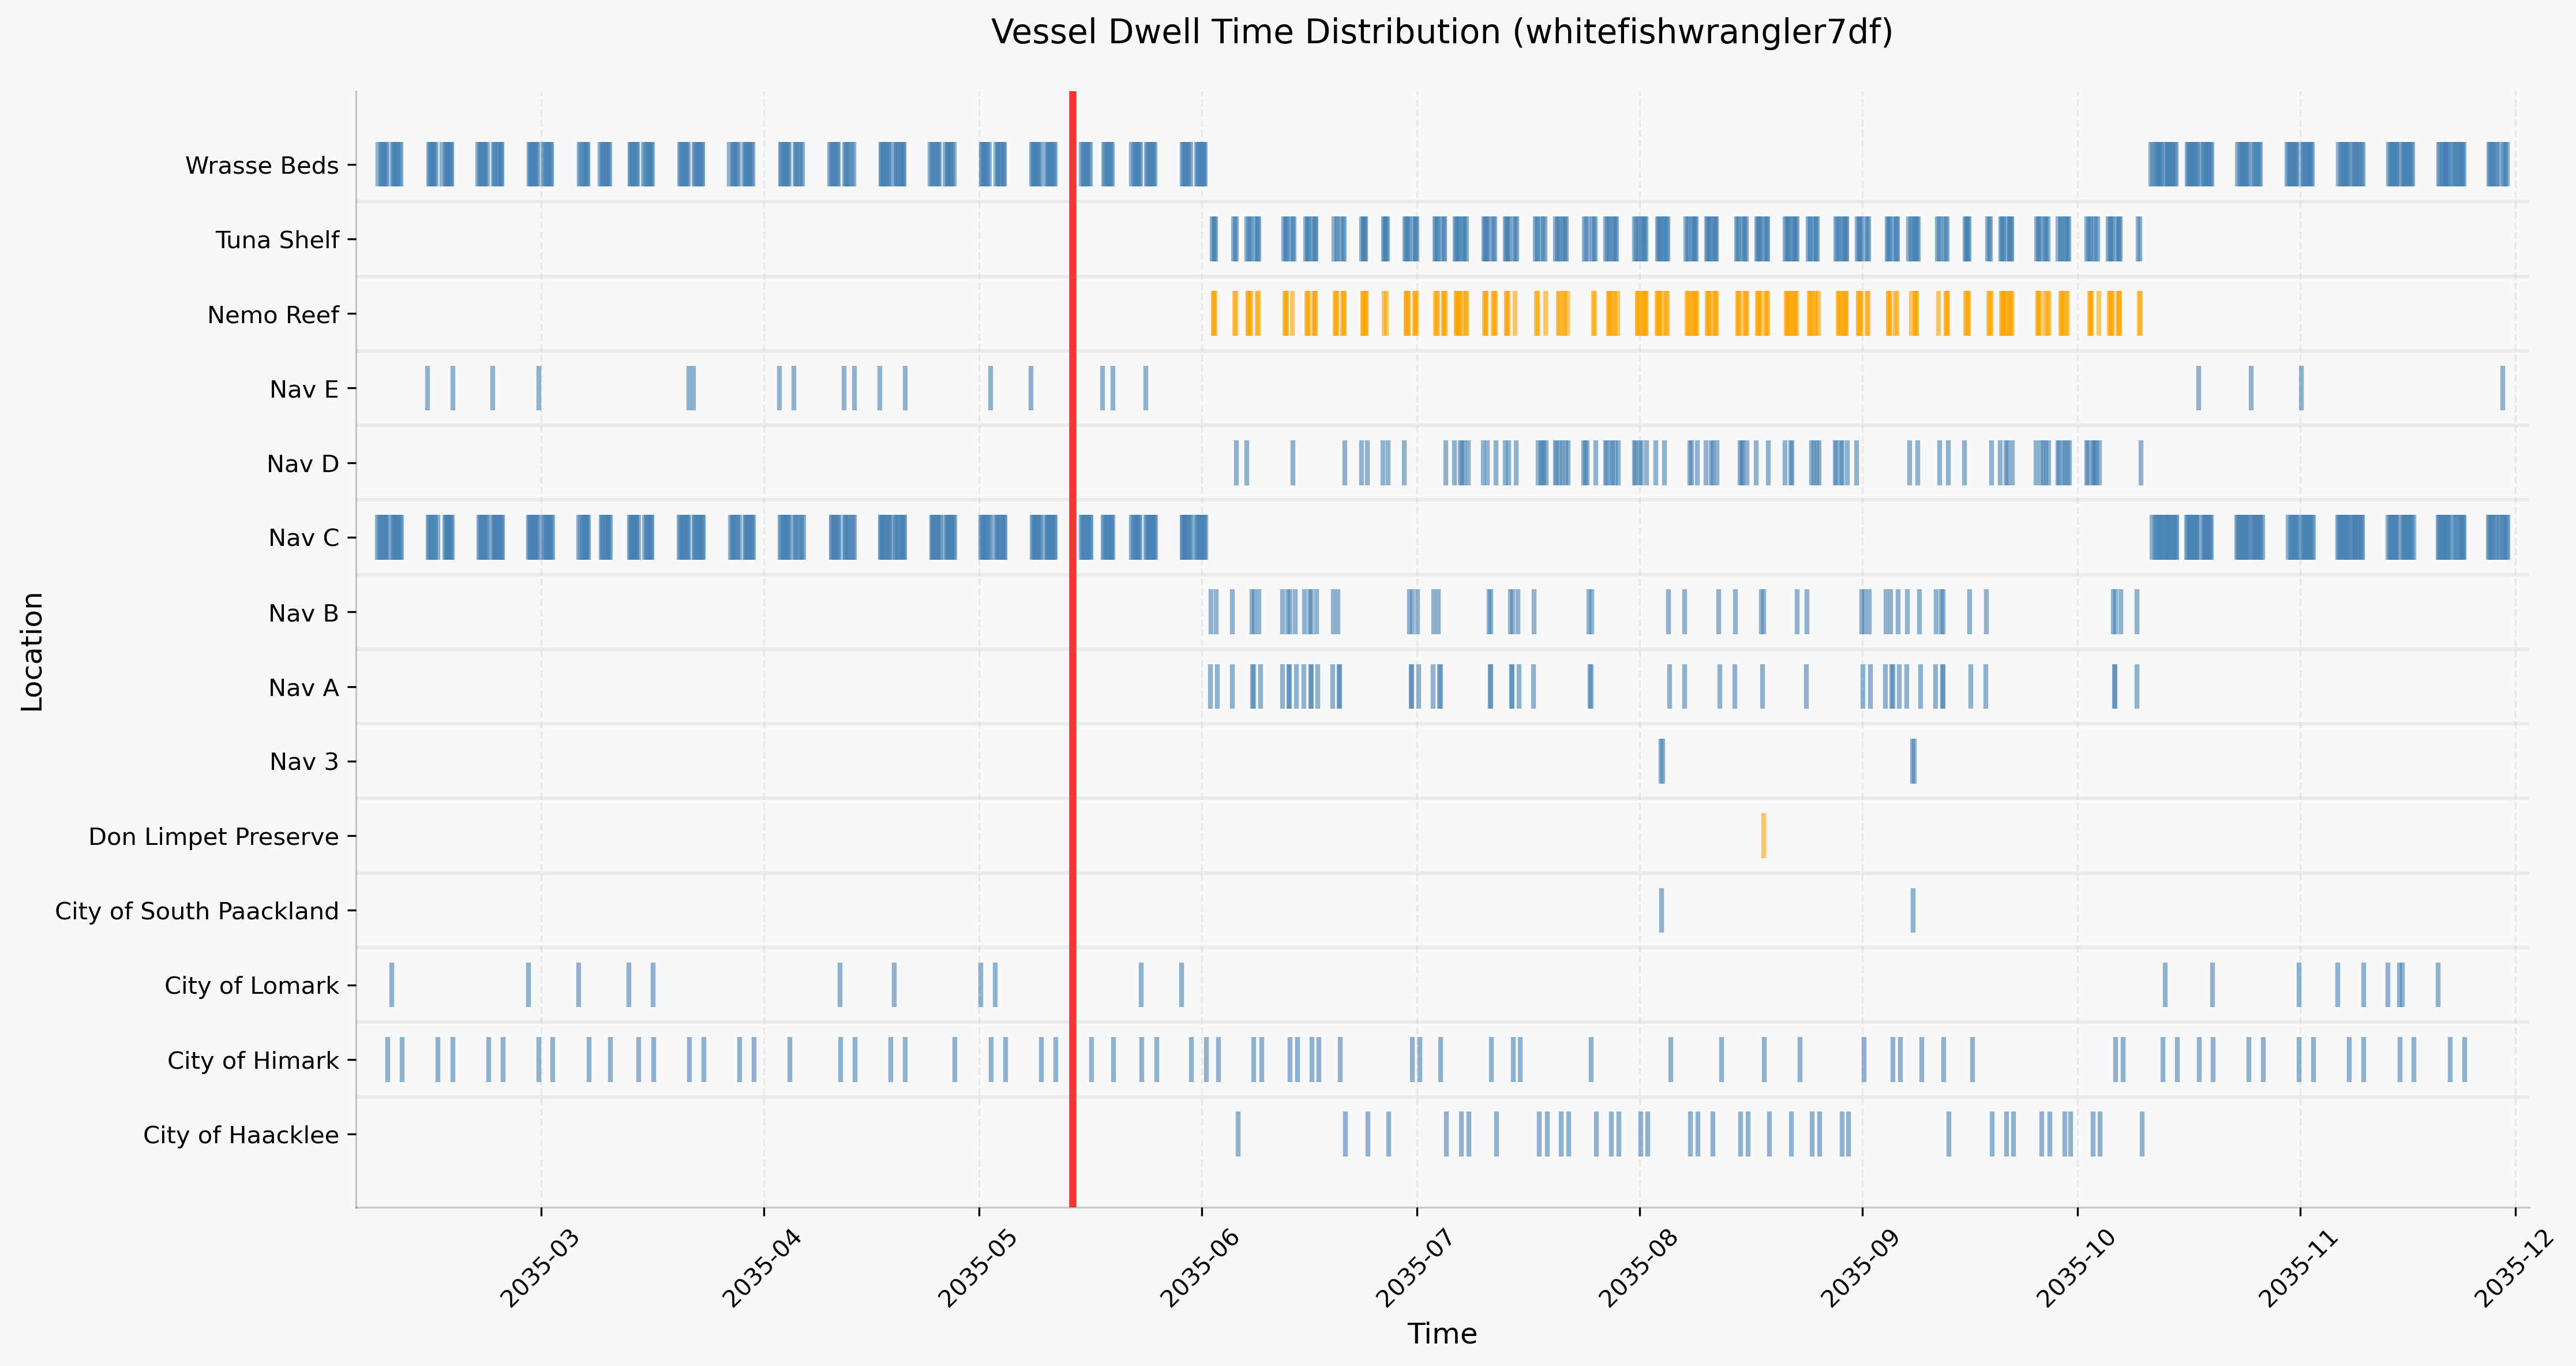 Vessel Dwell Time Distribution (whitefishwrangler7df)
Location
Wrasse Beds
Tuna Shelf
Nemo Reef
Nav E
Nav D
Nav C
Nav B
Nav A
Nav 3
Don Limpet Preserve
City of South Paackland
City of Lomark
City of Himark
City of Haacklee
2035-03
2035-04
2035-05
2035-06
2035-07
2035-08
2035-09
2035-10
2035-11
2035-12
Time